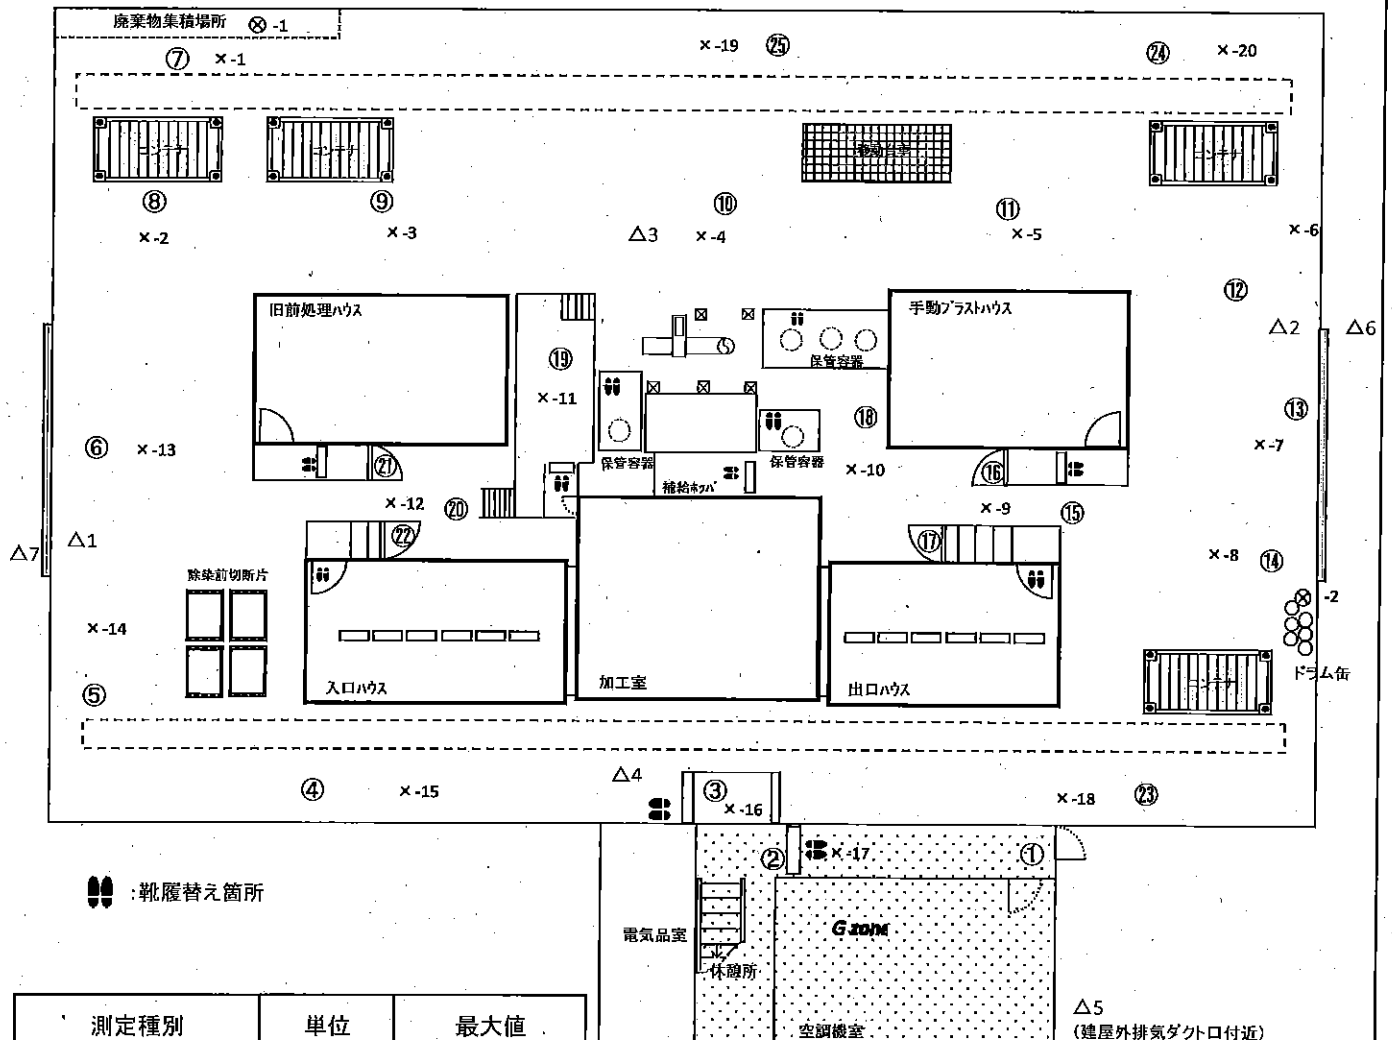 廃棄物集積場所 ⊗ -1
⑦ ×-1
×-19 ㉕
㉔ ×-20
コンテナ
コンテナ
移動台車
コンテナ
⑧
⑨
⑩
⑪
×-2
×-3
△3 ×-4
×-5
×-6
⑫
旧前処理ハウス
手動ブラストハウス
△2 △6
保管容器
⑲
×-11
⑱
⑬
×-7
⑥ ×-13
㉑
保管容器
保管容器
×-10
⑯
補給ホッパ
×-12 ⑳
×-9 ⑮
△7 △1
㉒
⑰
×-8 ⑭
除染前切断片
⊗ -2
×-14
コンテナ
ドラム缶
⑤
入口ハウス
加工室
出口ハウス
④ ×-15
△4
③
×-16
×-18 ㉓
② ×-17
①
:靴履替え箇所
電気品室
G zone
休憩所
測定種別 単位 最大値
空調機室
△5
(建屋外排気ダクト口付近)